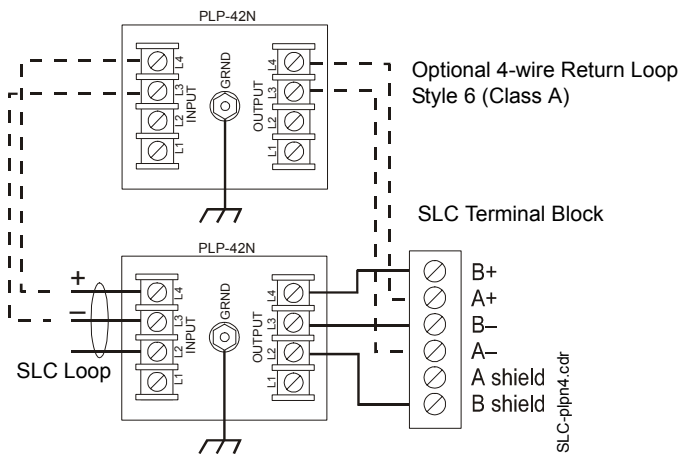 PLP-42N
L4
L3
L2
L1
INPUT
GRND
OUTPUT
L4
L3
L2
L1
Optional 4-wire Return Loop
Style 6 (Class A)
SLC Terminal Block
PLP-42N
+
–
SLC Loop
L4
L3
L2
L1
INPUT
GRND
OUTPUT
L4
L3
L2
L1
B+
A+
B–
A–
A shield
B shield
SLC-plpn4.cdr